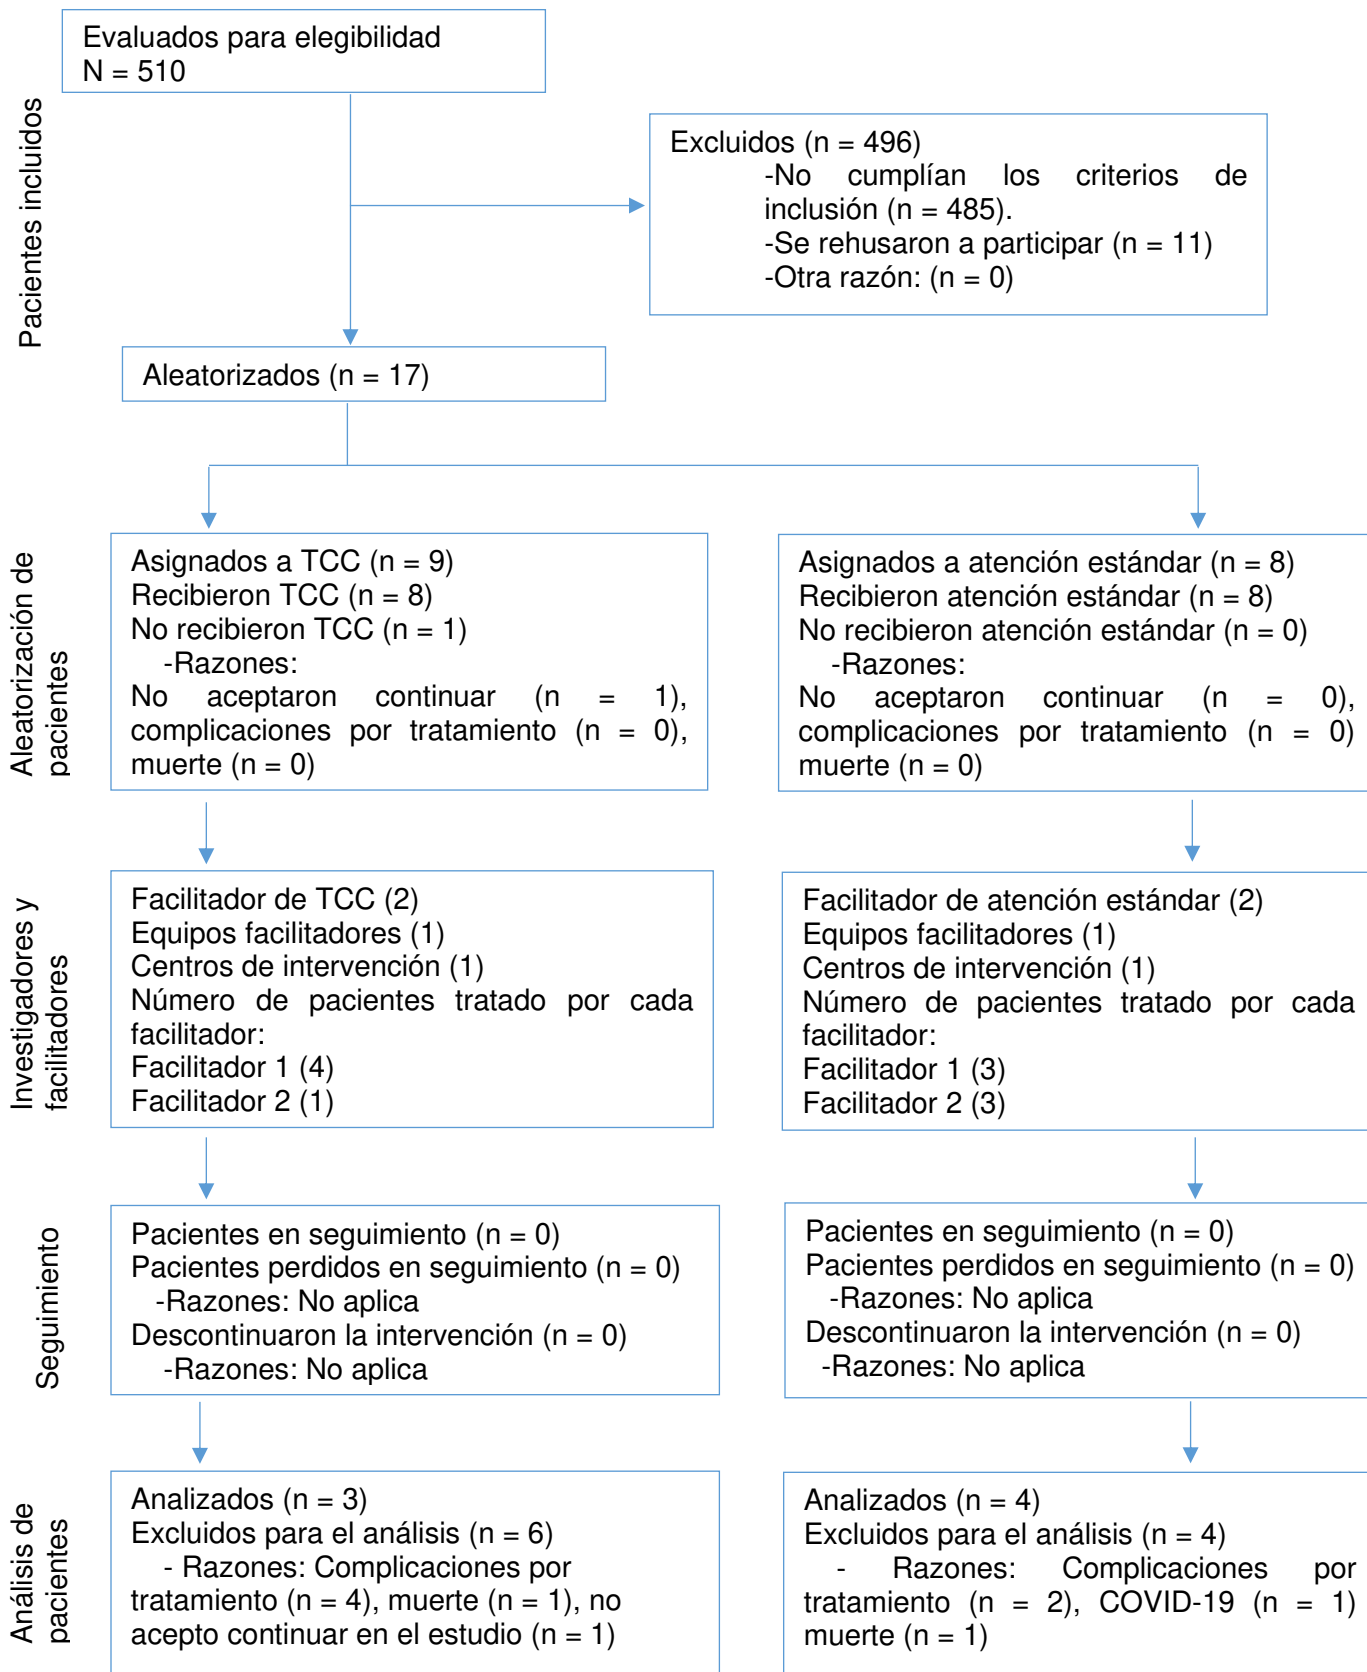 Evaluados para elegibilidad
N = 510
Pacientes incluidos
Excluidos (n = 496)
-No cumplían los criterios de
inclusión (n = 485).
-Se rehusaron a participar (n = 11)
-Otra razón: (n = 0)
Aleatorizados (n = 17)
Aleatorización de
pacientes
Asignados a TCC (n = 9)
Recibieron TCC (n = 8)
No recibieron TCC (n = 1)
-Razones:
No aceptaron continuar (n = 1),
complicaciones por tratamiento (n = 0),
muerte (n = 0)
Asignados a atención estándar (n = 8)
Recibieron atención estándar (n = 8)
No recibieron atención estándar (n = 0)
-Razones:
No aceptaron continuar (n = 0),
complicaciones por tratamiento (n = 0)
muerte (n = 0)
Investigadores y
facilitadores
Facilitador de TCC (2)
Equipos facilitadores (1)
Centros de intervención (1)
Número de pacientes tratado por cada
facilitador:
Facilitador 1 (4)
Facilitador 2 (1)
Facilitador de atención estándar (2)
Equipos facilitadores (1)
Centros de intervención (1)
Número de pacientes tratado por cada
facilitador:
Facilitador 1 (3)
Facilitador 2 (3)
Seguimiento
Pacientes en seguimiento (n = 0)
Pacientes perdidos en seguimiento (n = 0)
-Razones: No aplica
Descontinuaron la intervención (n = 0)
-Razones: No aplica
Pacientes en seguimiento (n = 0)
Pacientes perdidos en seguimiento (n = 0)
-Razones: No aplica
Descontinuaron la intervención (n = 0)
-Razones: No aplica
Análisis de
pacientes
Analizados (n = 3)
Excluidos para el análisis (n = 6)
- Razones: Complicaciones por
tratamiento (n = 4), muerte (n = 1), no
acepto continuar en el estudio (n = 1)
Analizados (n = 4)
Excluidos para el análisis (n = 4)
- Razones: Complicaciones por
tratamiento (n = 2), COVID-19 (n = 1)
muerte (n = 1)